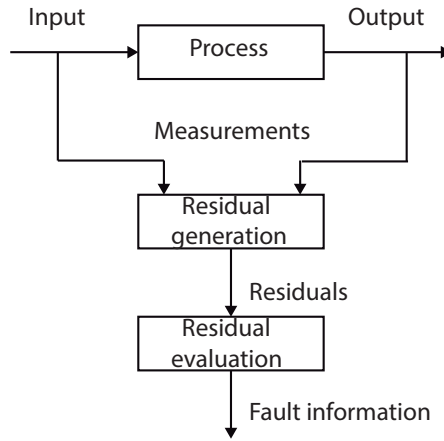 Input
Output
Process
Measurements
Residual
generation
Residuals
Residual
evaluation
Fault information